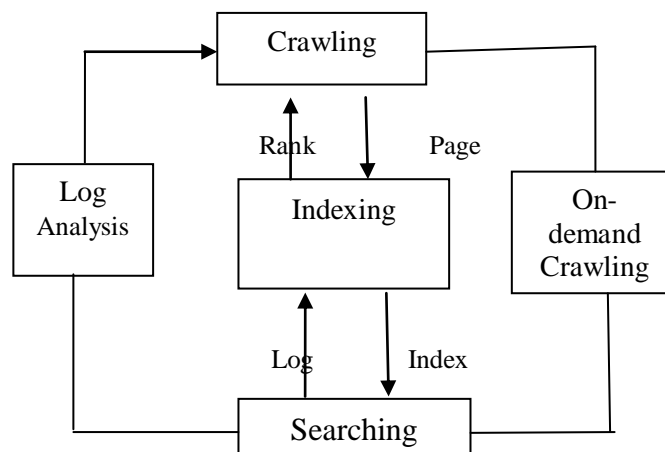 Crawling
Rank
Page
Log
Analysis
Indexing
On-
demand
Crawling
Log
Index
Searching